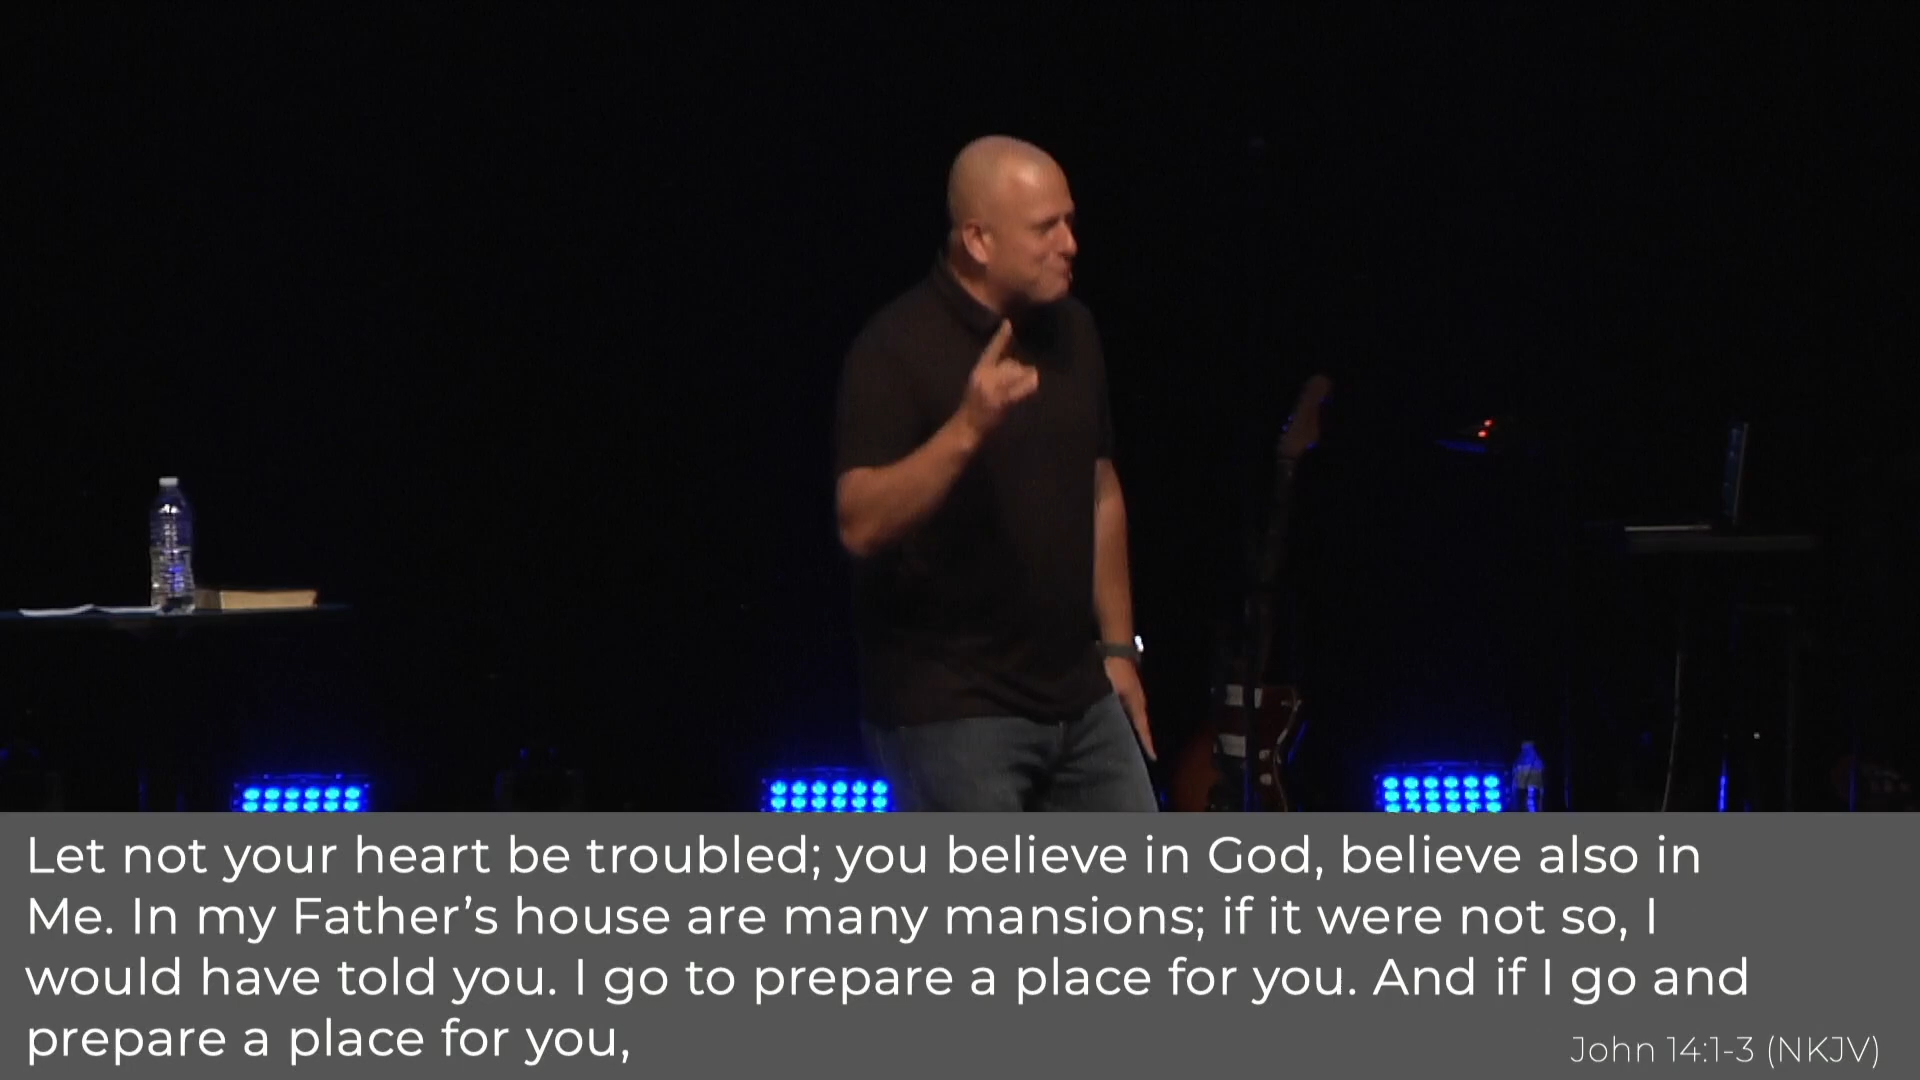 Let not your heart be troubled; you believe in God, believe also in
Me. In my Father’s house are many mansions; if it were not so, I
would have told you. I go to prepare a place for you. And if I go and
prepare a place for you,
John 14:1-3 (NKJV)